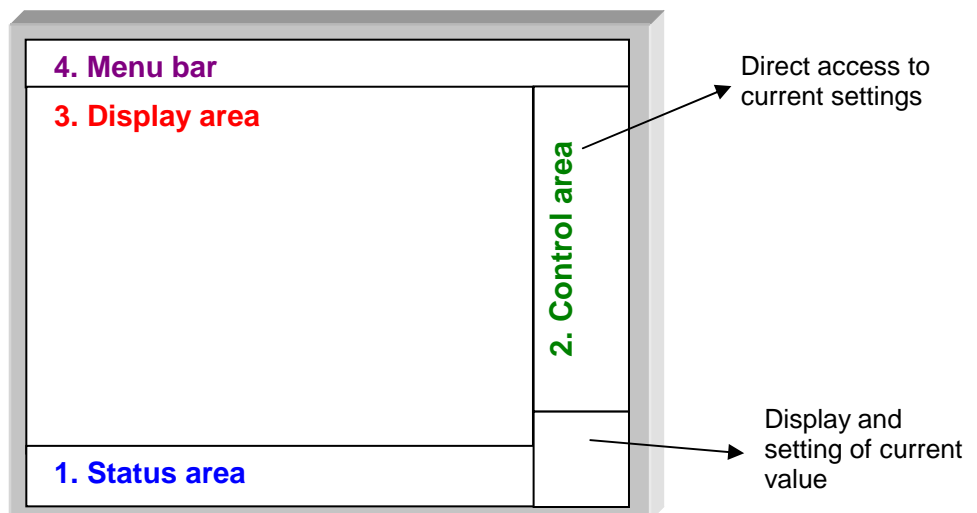 4. Menu bar
3. Display area
2. Control area
1. Status area
Direct access to
current settings
Display and
setting of current
value